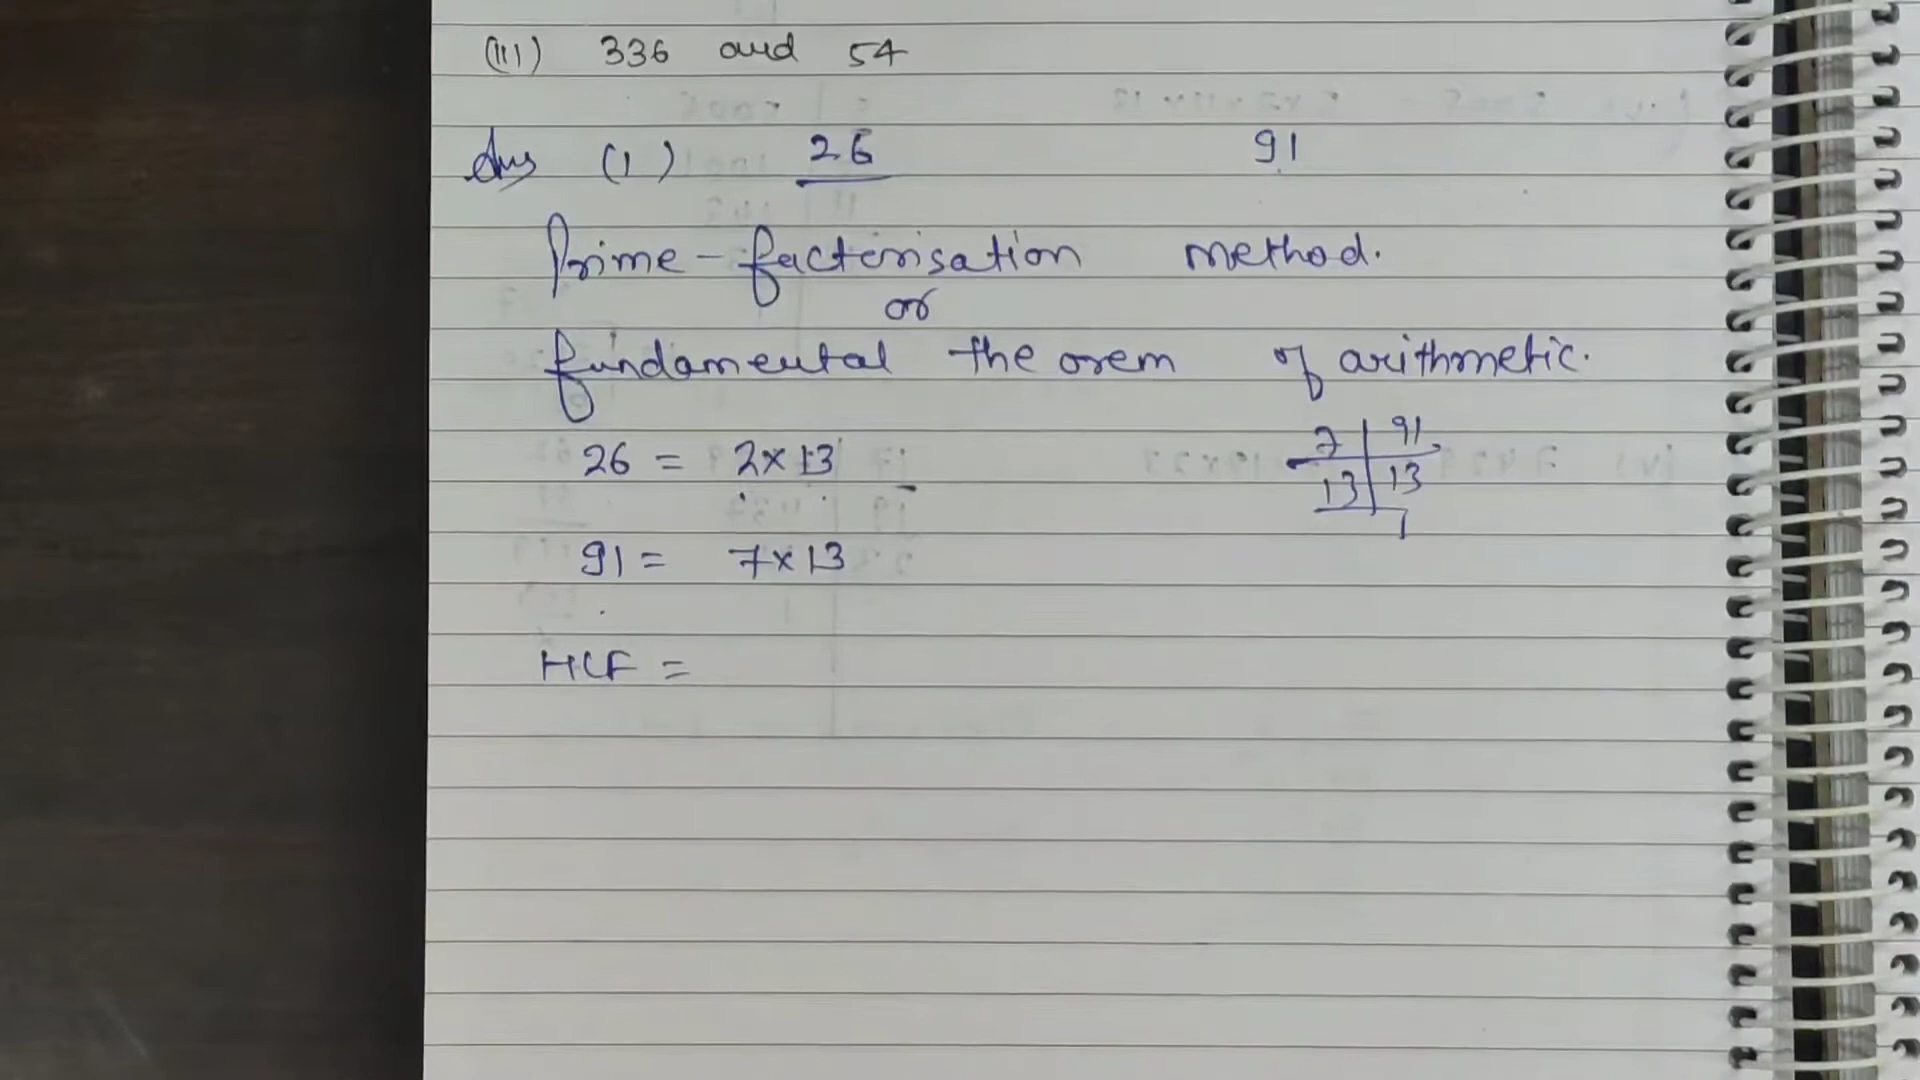 (III) 336 and 54
Ans (1) 26 91
Prime-factorisation method.
or
fundamental theorem of arithmetic.
26 = 2×13
7 | 91
13 | 13
1
91 = 7×13
HCF =